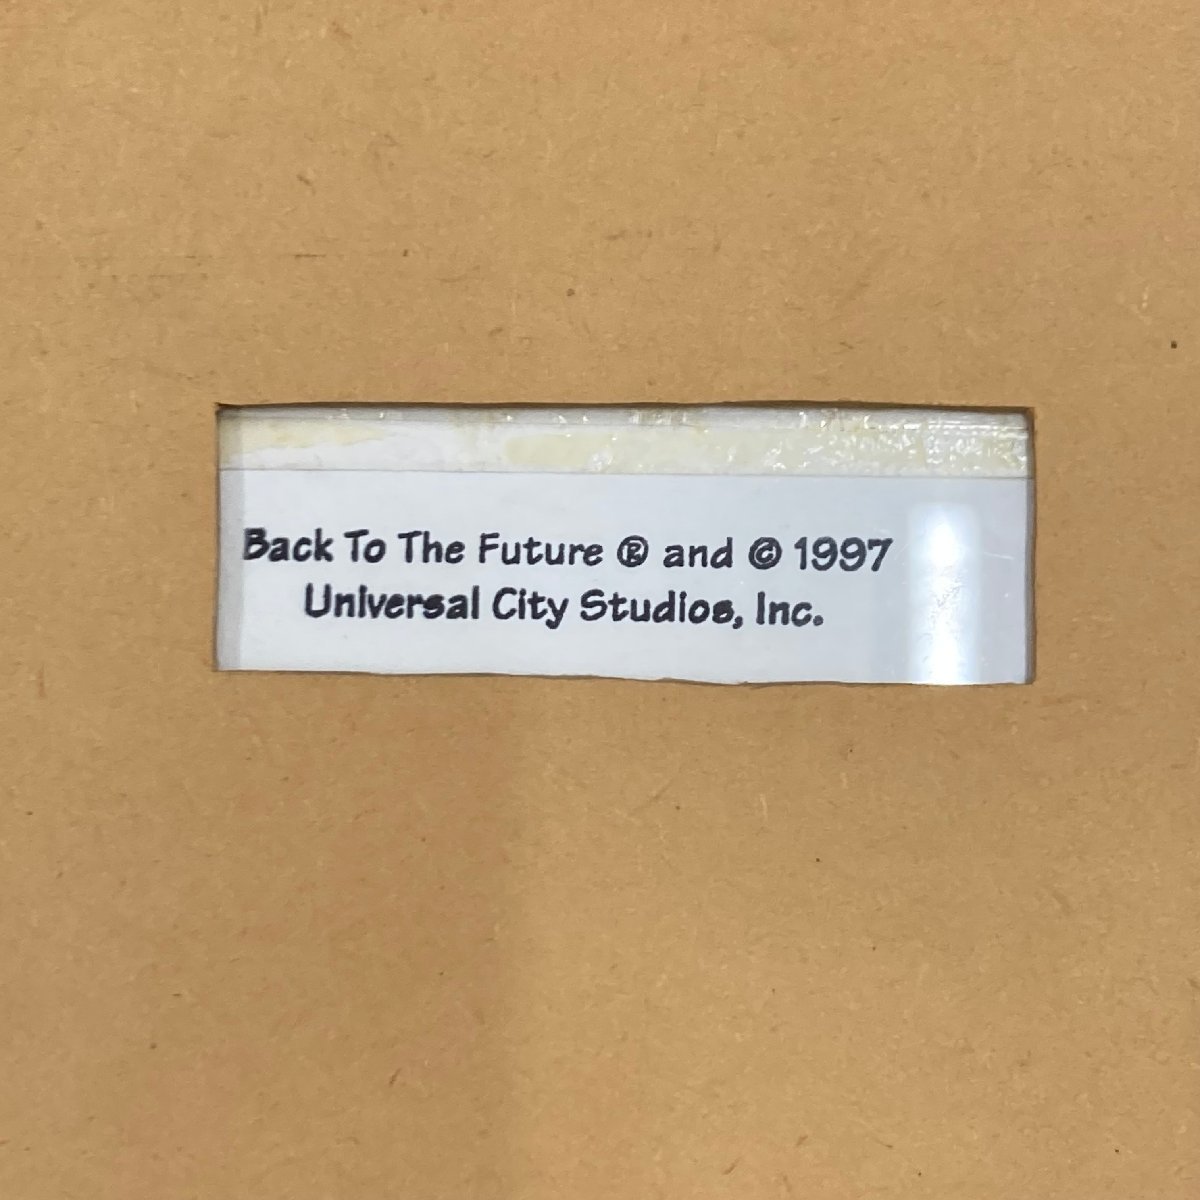 Back To The Future ® and © 1997
Universal City Studios, Inc.